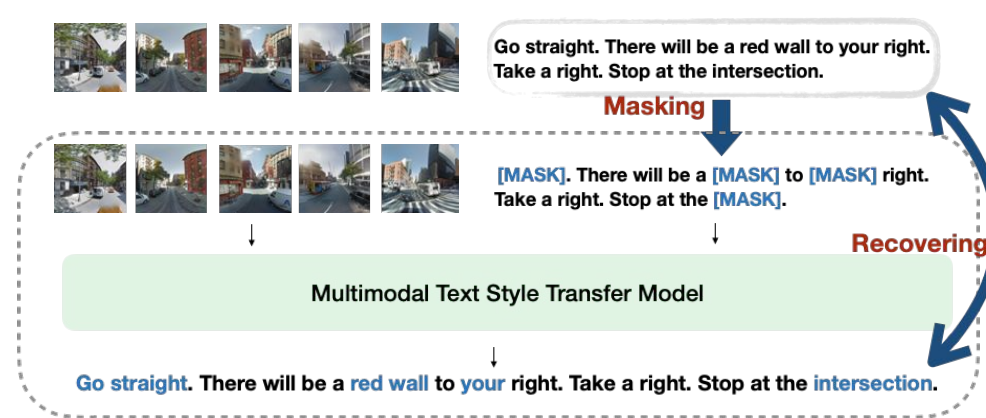 Go straight. There will be a red wall to your right.
Take a right. Stop at the intersection.
Masking
[MASK]. There will be a [MASK] to [MASK] right.
Take a right. Stop at the [MASK].
Recovering
Multimodal Text Style Transfer Model
Go straight. There will be a red wall to your right. Take a right. Stop at the intersection.